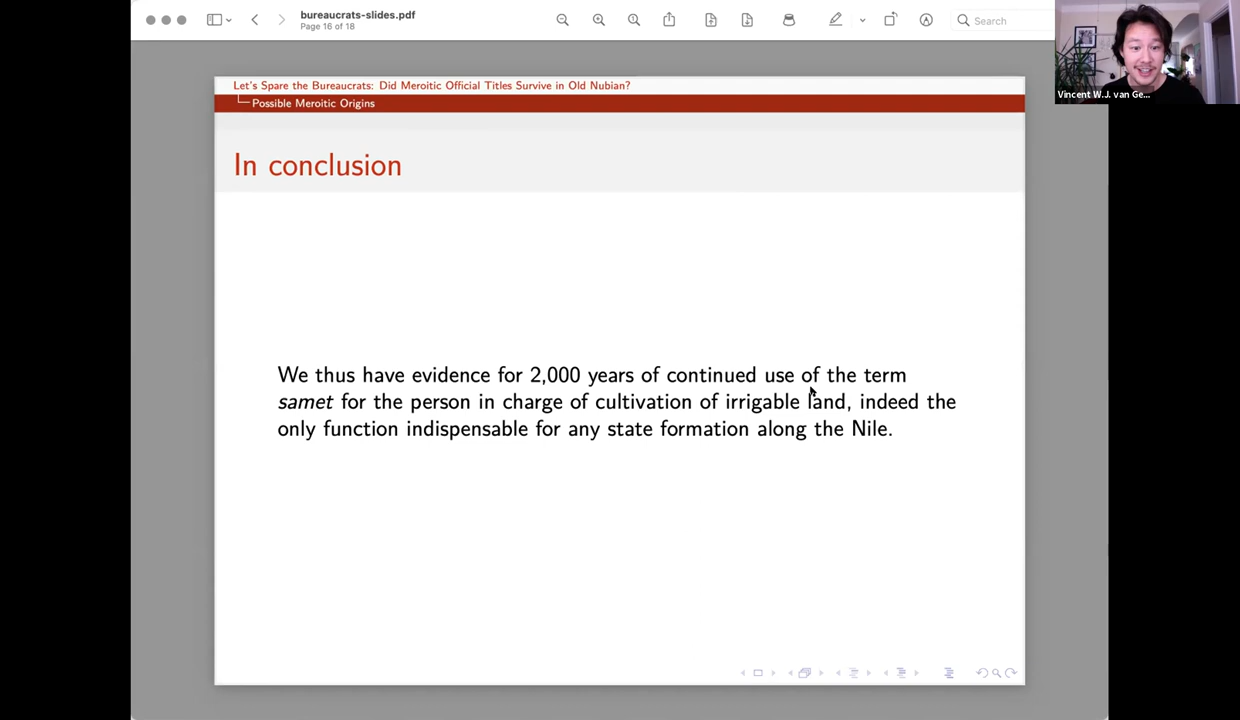 bureaucrats-slides.pdf
Page 16 of 18
Search
Vincent W.J. van Ge...
Let's Spare the Bureaucrats: Did Meroitic Official Titles Survive in Old Nubian?
Possible Meroitic Origins
In conclusion
We thus have evidence for 2,000 years of continued use of the term
samet for the person in charge of cultivation of irrigable land, indeed the
only function indispensable for any state formation along the Nile.